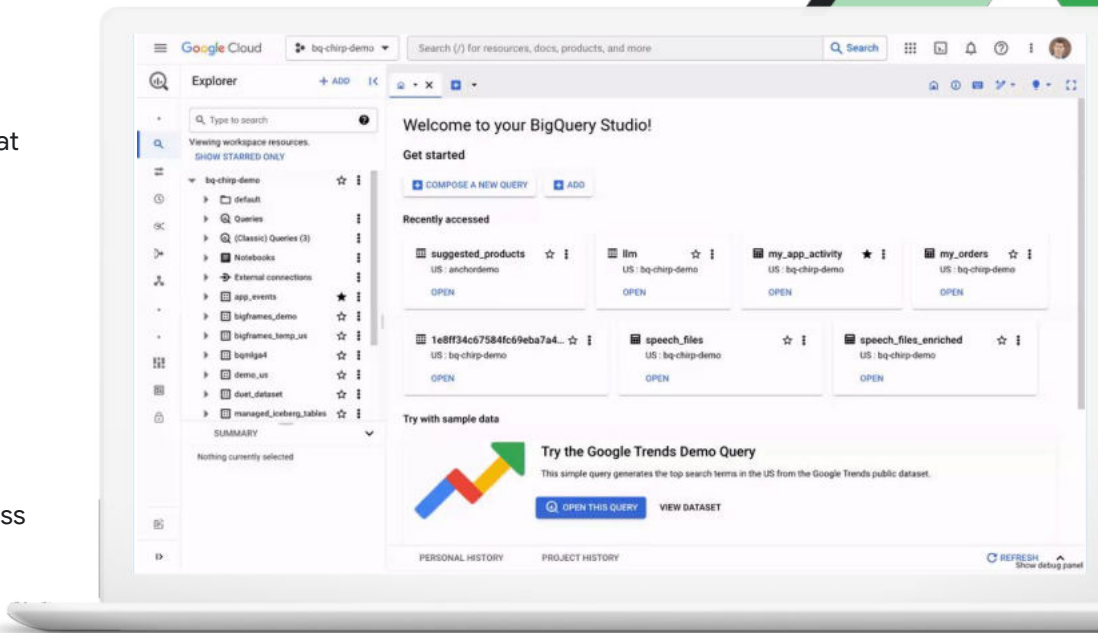 at
ss
Google Cloud
bq-chirp-demo
Search (/) for resources, docs, products, and more
Search
Explorer
+ ADD
Type to search
Viewing workspace resources.
SHOW STARRED ONLY
bq-chirp-demo
default
Queries
(Classic) Queries (3)
Notebooks
External connections
app_events
bigframes_demo
bigframes_temp_us
bqmlga4
demo_us
duet_dataset
managed_iceberg_tables
SUMMARY
Nothing currently selected
Welcome to your BigQuery Studio!
Get started
COMPOSE A NEW QUERY
ADD
Recently accessed
suggested_products
US : anchordemo
OPEN
llm
US : bq-chirp-demo
OPEN
my_app_activity
US : bq-chirp-demo
OPEN
my_orders
US : bq-chirp-demo
OPEN
1e8ff34c67584fc69eba7a4...
US : bq-chirp-demo
OPEN
speech_files
US : bq-chirp-demo
OPEN
speech_files_enriched
US : bq-chirp-demo
OPEN
Try with sample data
Try the Google Trends Demo Query
This simple query generates the top search terms in the US from the Google Trends public dataset.
OPEN THIS QUERY
VIEW DATASET
PERSONAL HISTORY
PROJECT HISTORY
REFRESH
Show debug panel